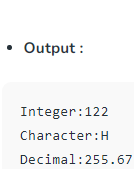 Output :
Integer:122
Character:H
Decimal:255.67